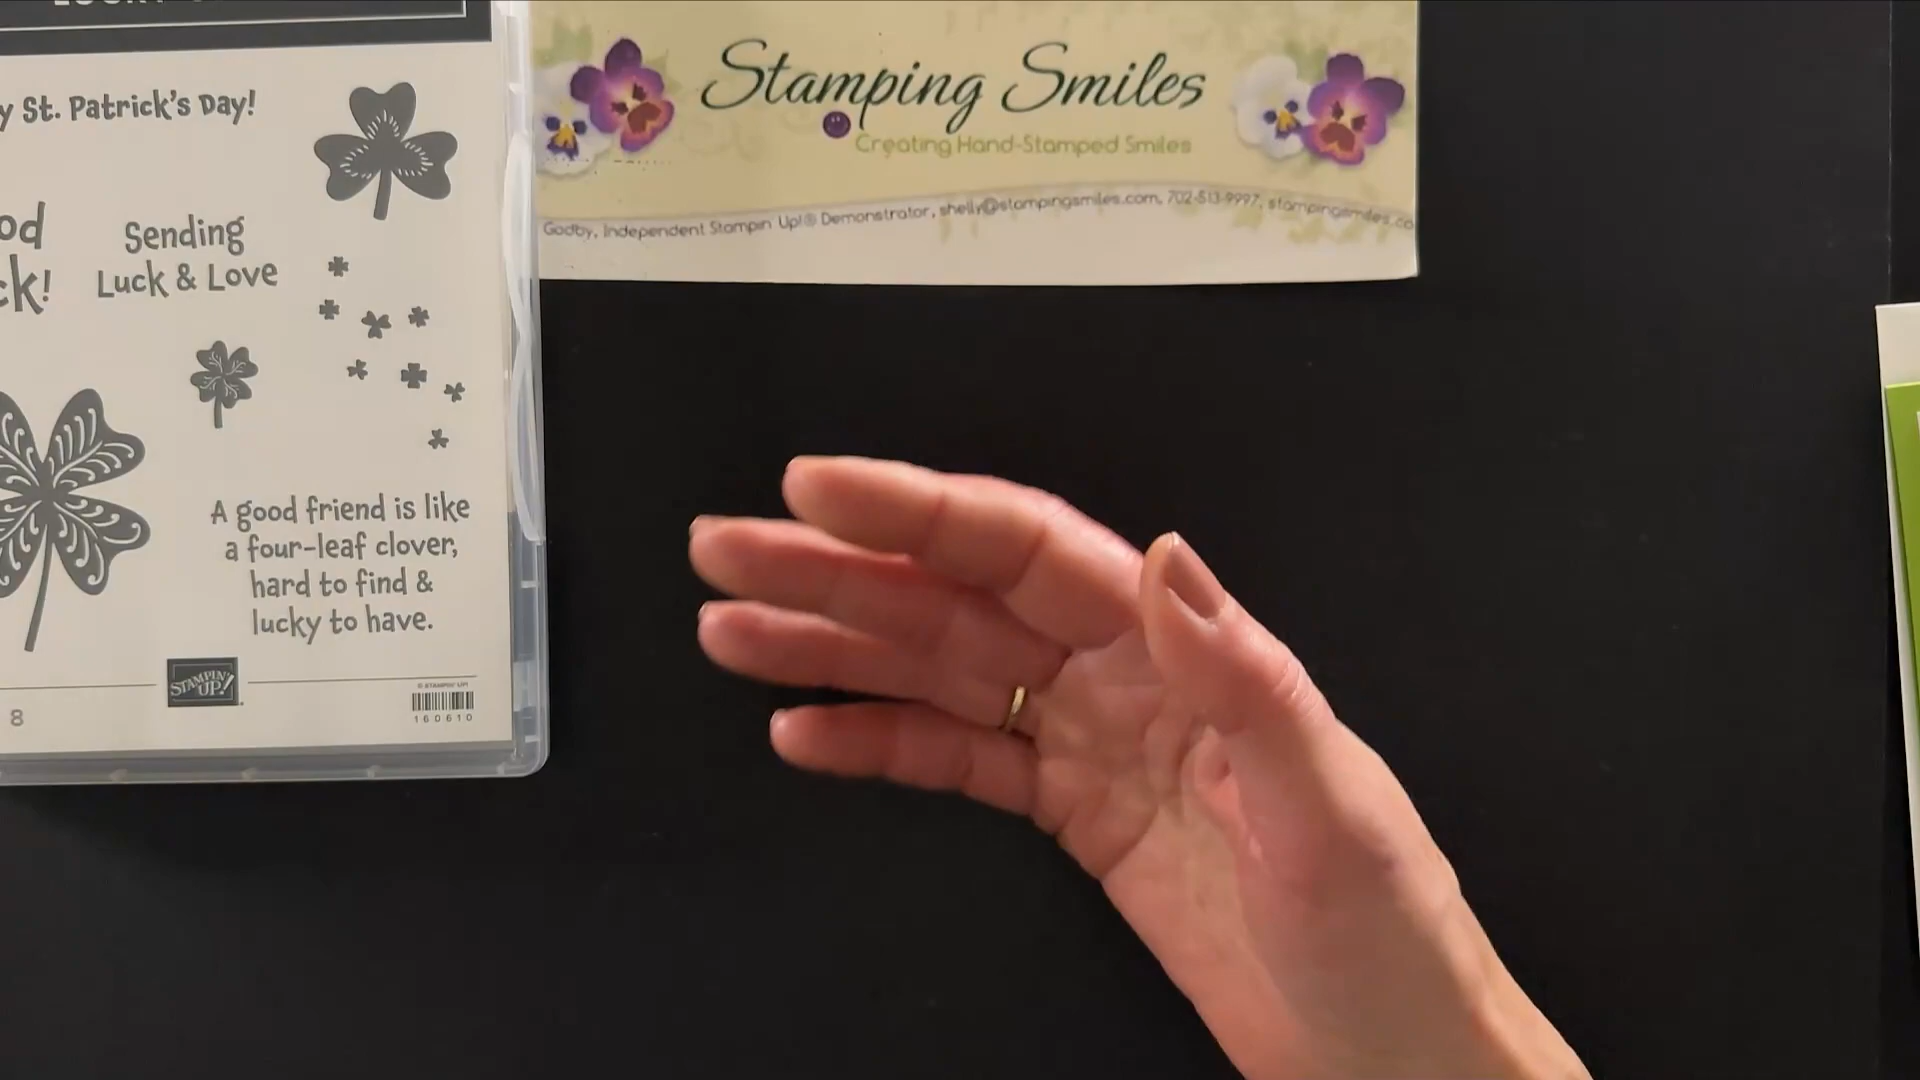 y St. Patrick's Day!
od
ck!
Sending
Luck & Love
A good friend is like
a four-leaf clover,
hard to find &
lucky to have.
STAMPIN' UP!
© STAMPIN' UP!
160610
8
Stamping Smiles
Creating Hand-Stamped Smiles
Godby, Independent Stampin' Up!® Demonstrator, shelly@stampingsmiles.com, 702-513-9997, stampingsmiles.co